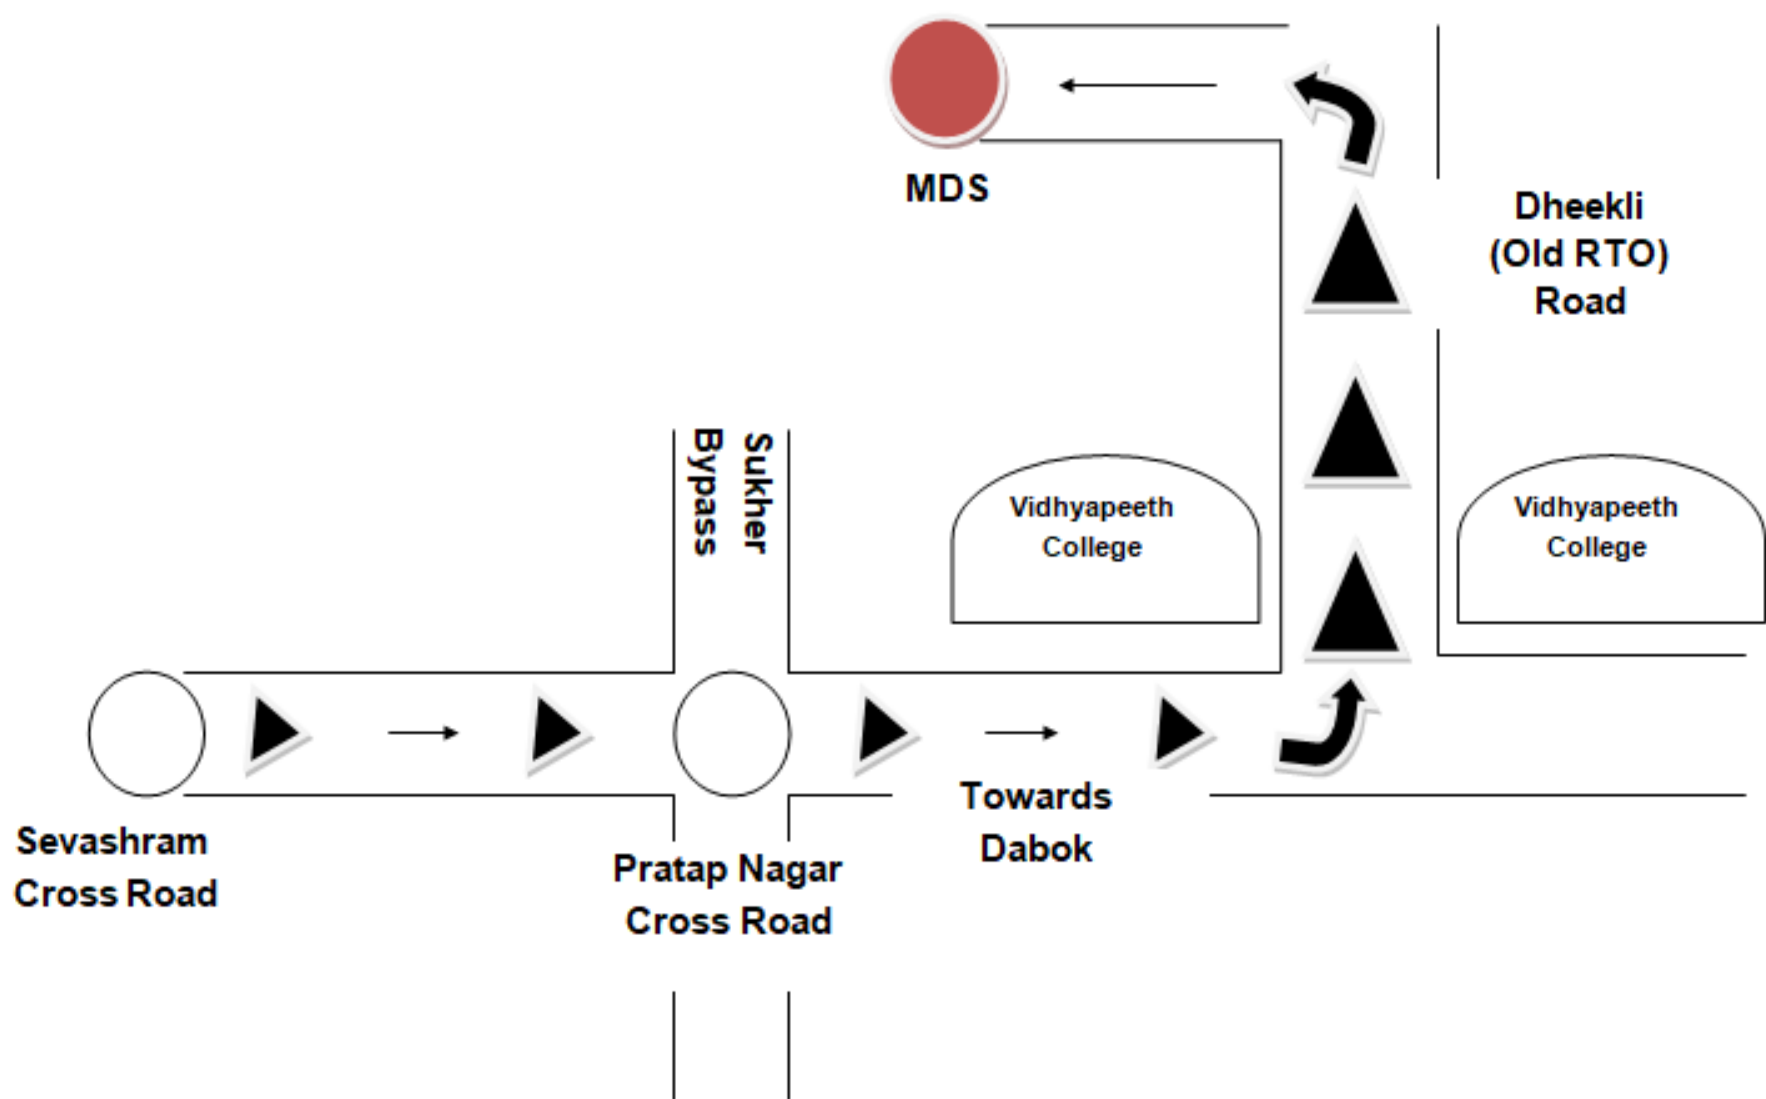 MDS
Dheekli
(Old RTO)
Road
Sukher
Bypass
Vidhyapeeth
College
Vidhyapeeth
College
Sevashram
Cross Road
Pratap Nagar
Cross Road
Towards
Dabok